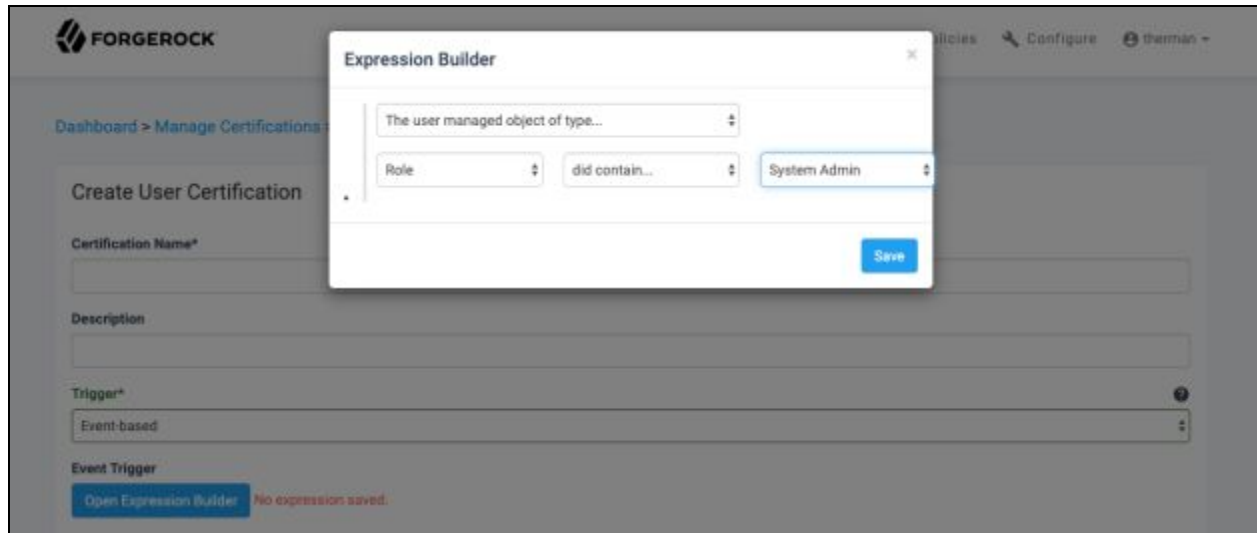 FORGEROCK
Configure therman
Expression Builder ×
The user managed object of type...
Role did contain... System Admin
Save
Dashboard > Manage Certifications
Create User Certification
Certification Name*
Description
Trigger*
Event-based
Event Trigger
Open Expression Builder No expression saved.